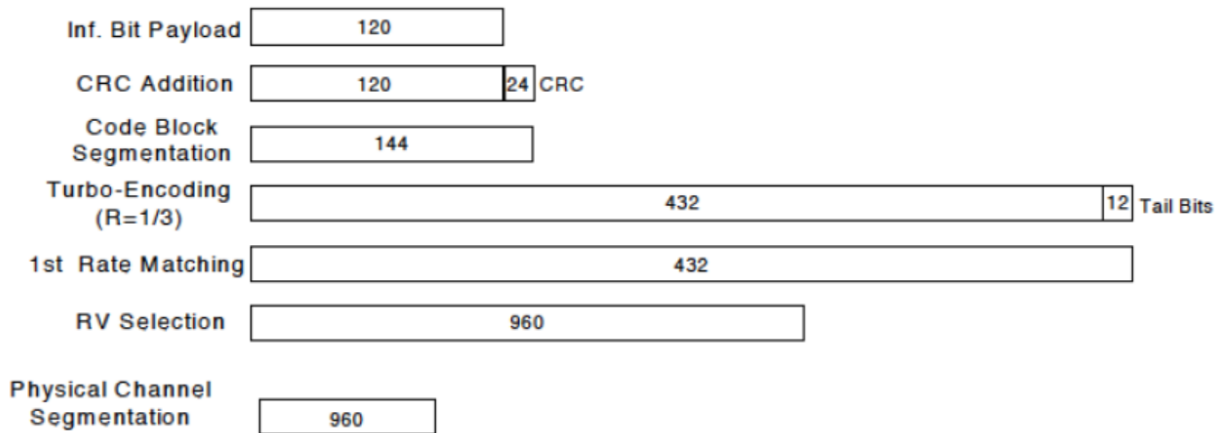 Inf. Bit Payload 120
CRC Addition 120 24 CRC
Code Block
Segmentation 144
Turbo-Encoding
(R=1/3) 432 12 Tail Bits
1st Rate Matching 432
RV Selection 960
Physical Channel
Segmentation 960